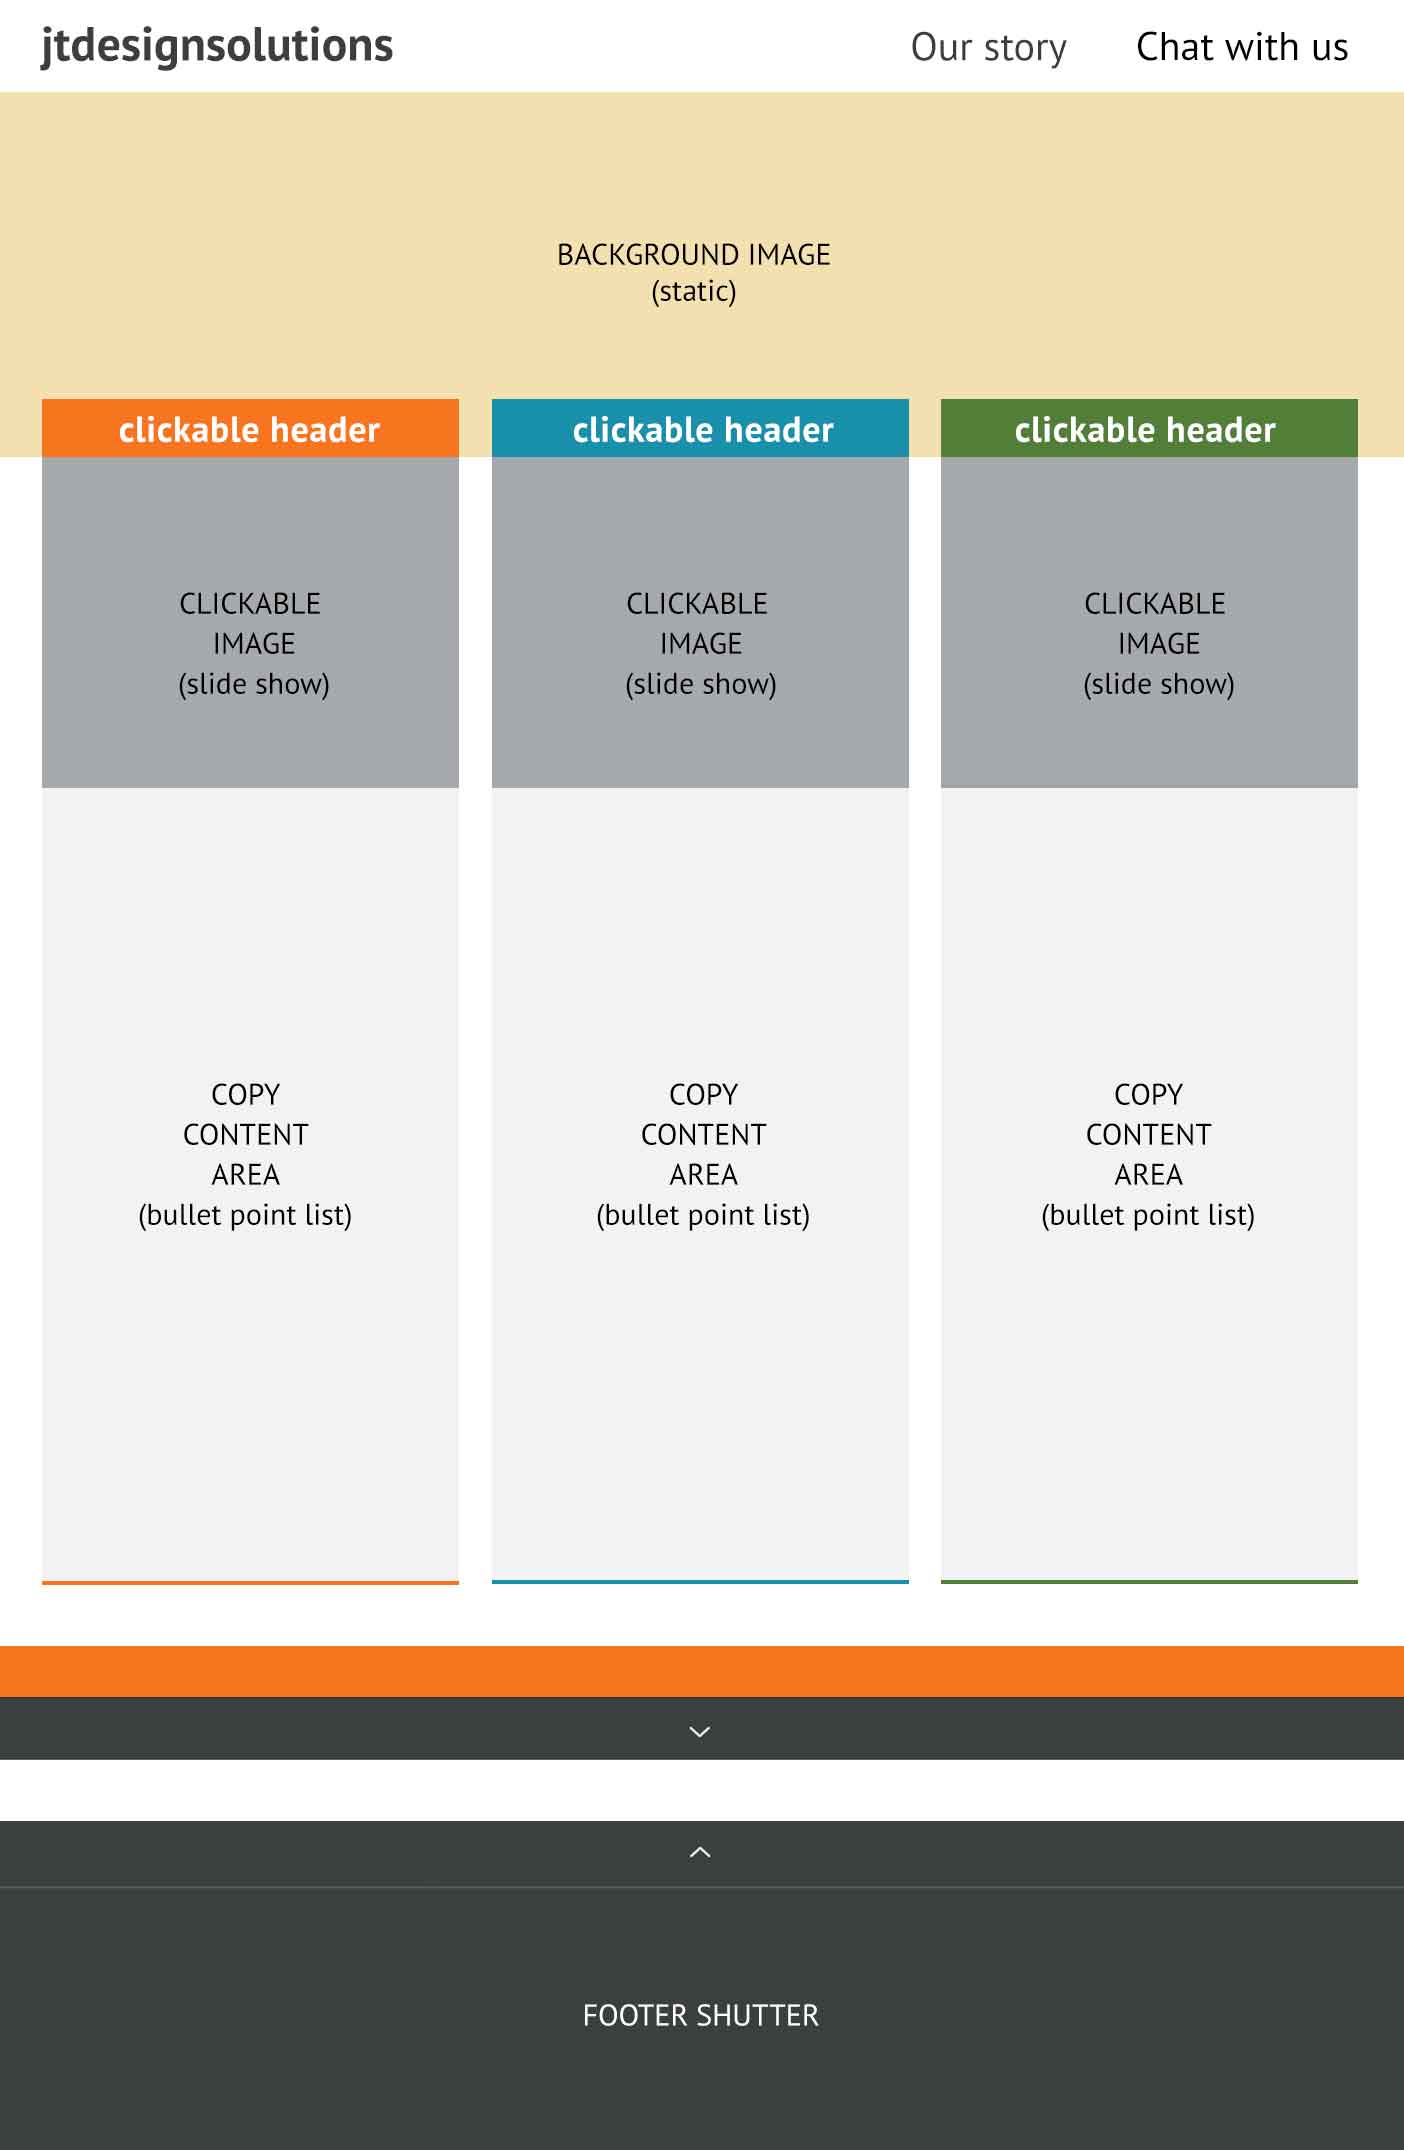 jtdesignsolutions
Our story
Chat with us
BACKGROUND IMAGE
(static)
clickable header
clickable header
clickable header
CLICKABLE
IMAGE
(slide show)
CLICKABLE
IMAGE
(slide show)
CLICKABLE
IMAGE
(slide show)
COPY
CONTENT
AREA
(bullet point list)
COPY
CONTENT
AREA
(bullet point list)
COPY
CONTENT
AREA
(bullet point list)
FOOTER SHUTTER